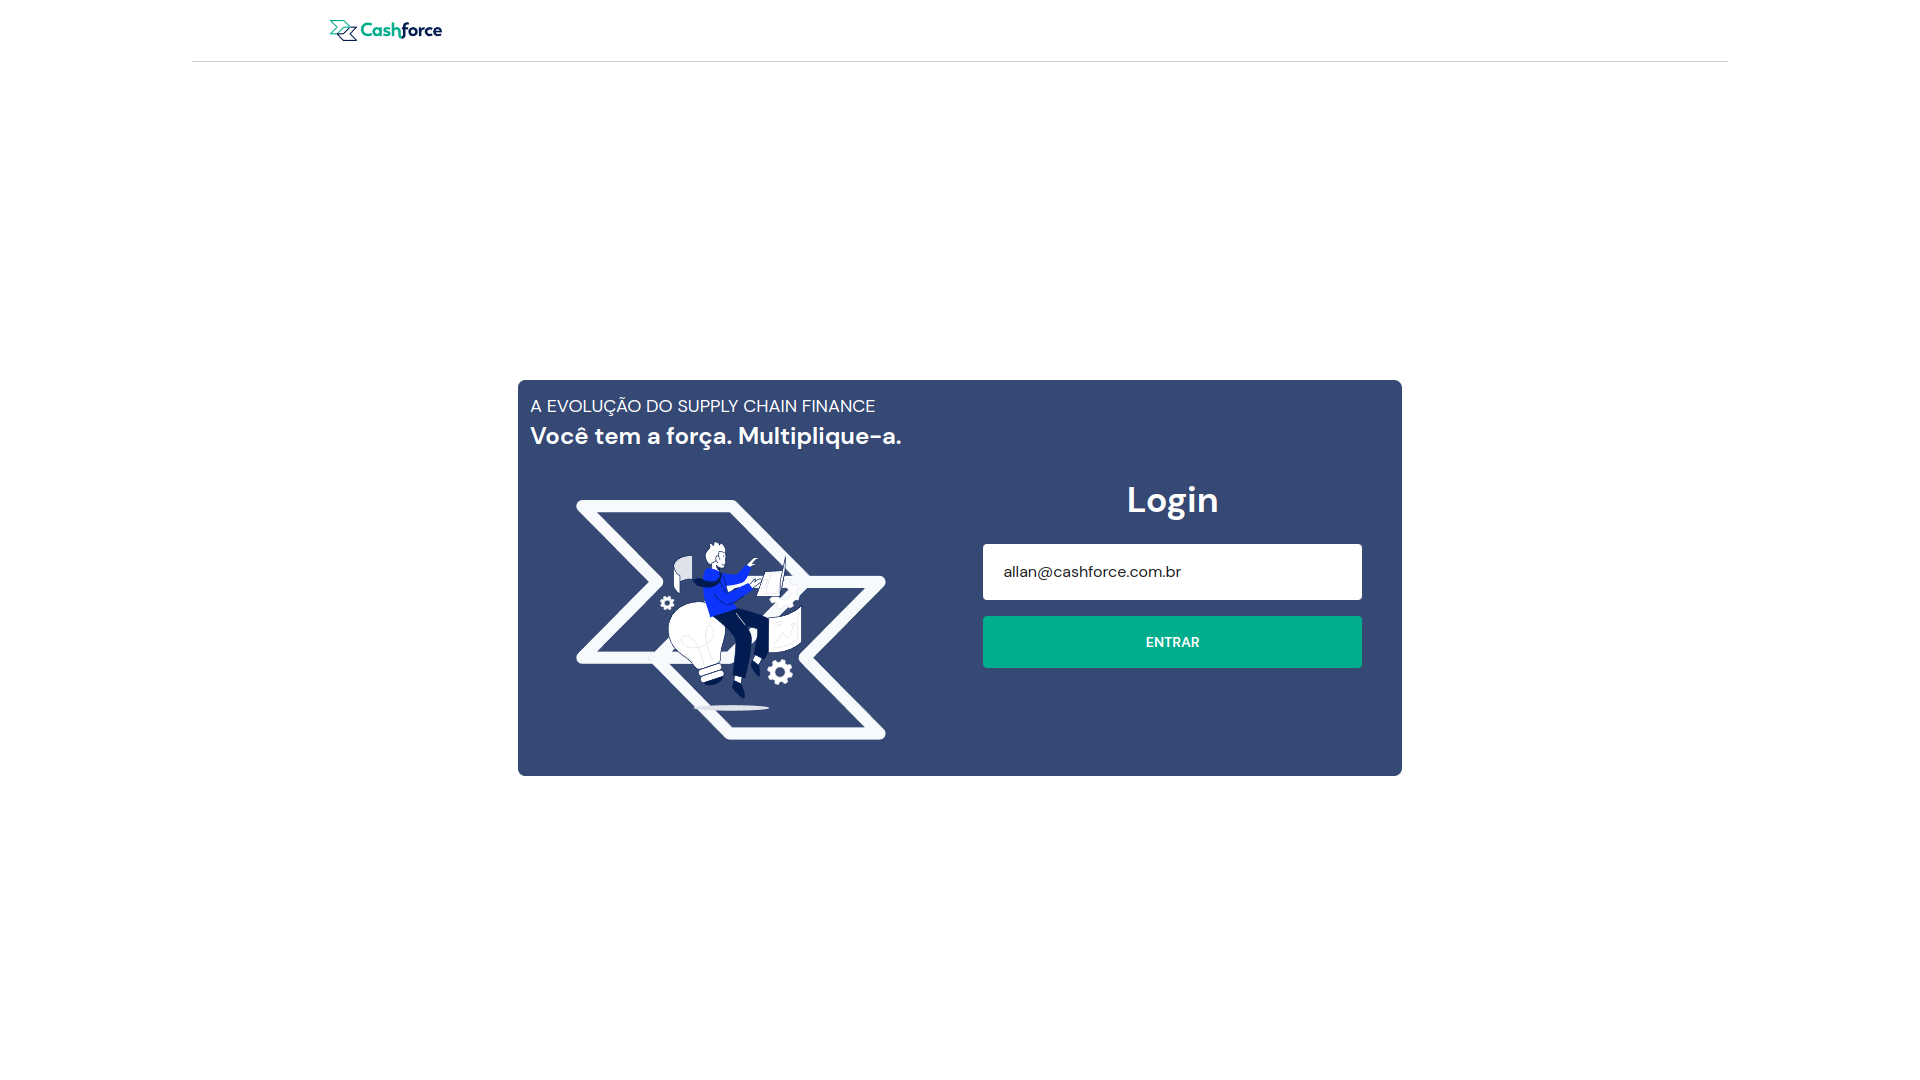 Cashforce
A EVOLUÇÃO DO SUPPLY CHAIN FINANCE
Você tem a força. Multiplique-a.
Login
allan@cashforce.com.br
ENTRAR